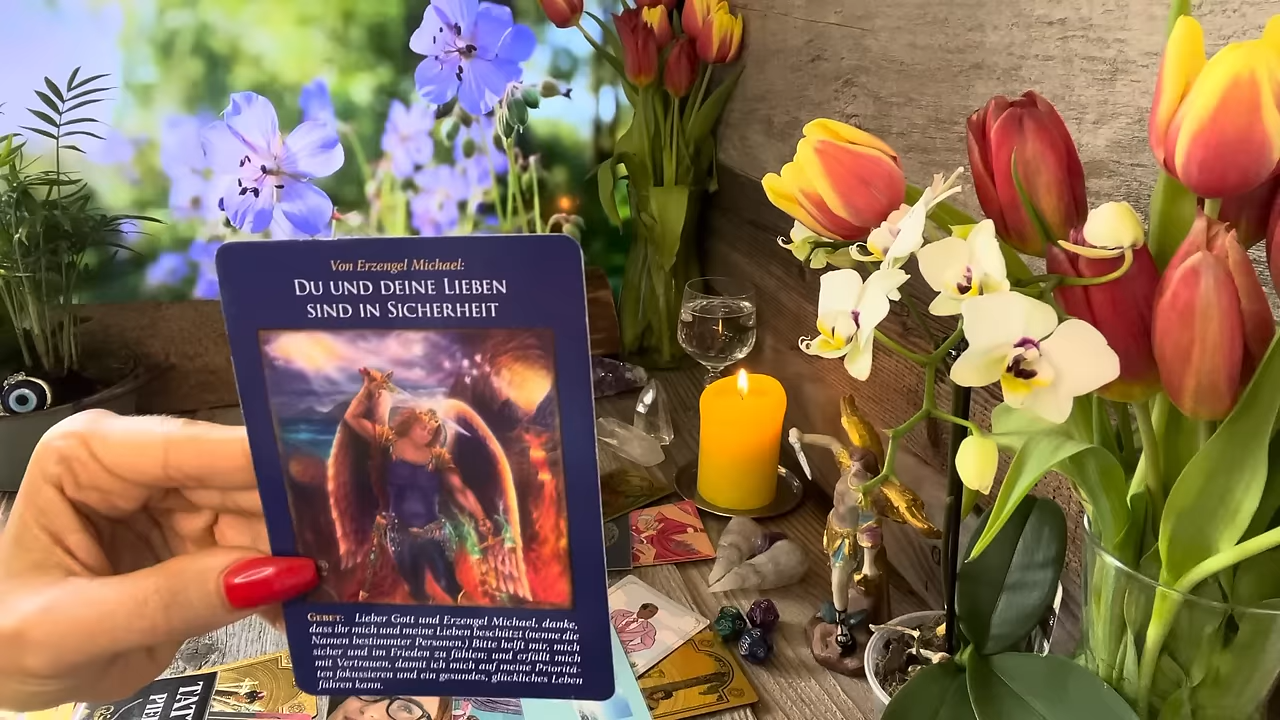 Von Erzengel Michael:
DU UND DEINE LIEBEN
SIND IN SICHERHEIT
GEBET: Lieber Gott und Erzengel Michael, danke,
dass ihr mich und meine Lieben beschützt (nenne die
Namen bestimmter Personen.) Bitte helft mir, mich
sicher und im Frieden zu fühlen; und erfüllt mich
mit Vertrauen, damit ich mich auf meine Prioritä-
ten fokussieren und ein gesundes, glückliches Leben
führen kann.